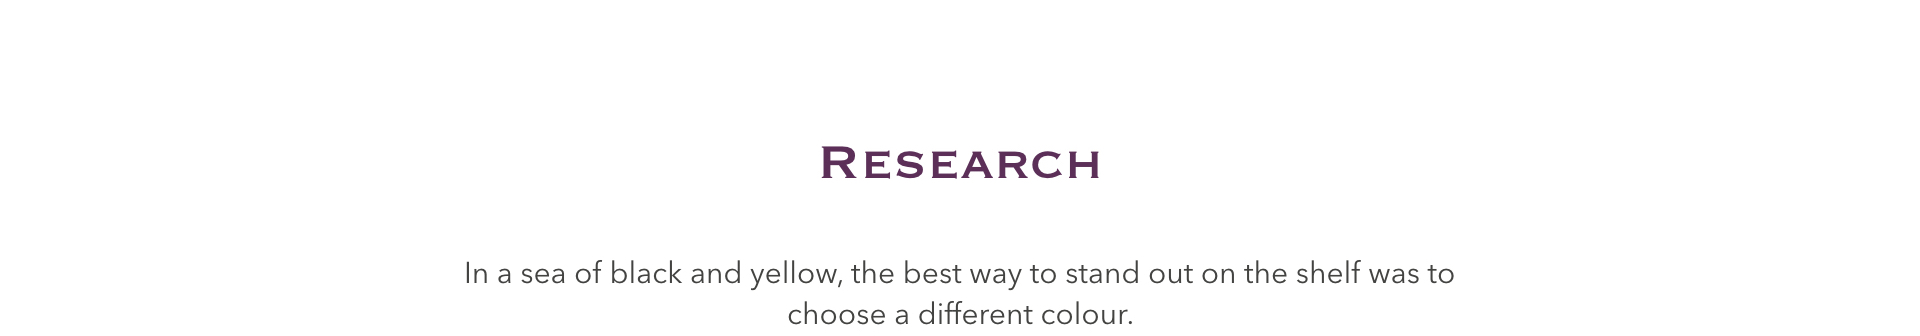 Research
In a sea of black and yellow, the best way to stand out on the shelf was to
choose a different colour.